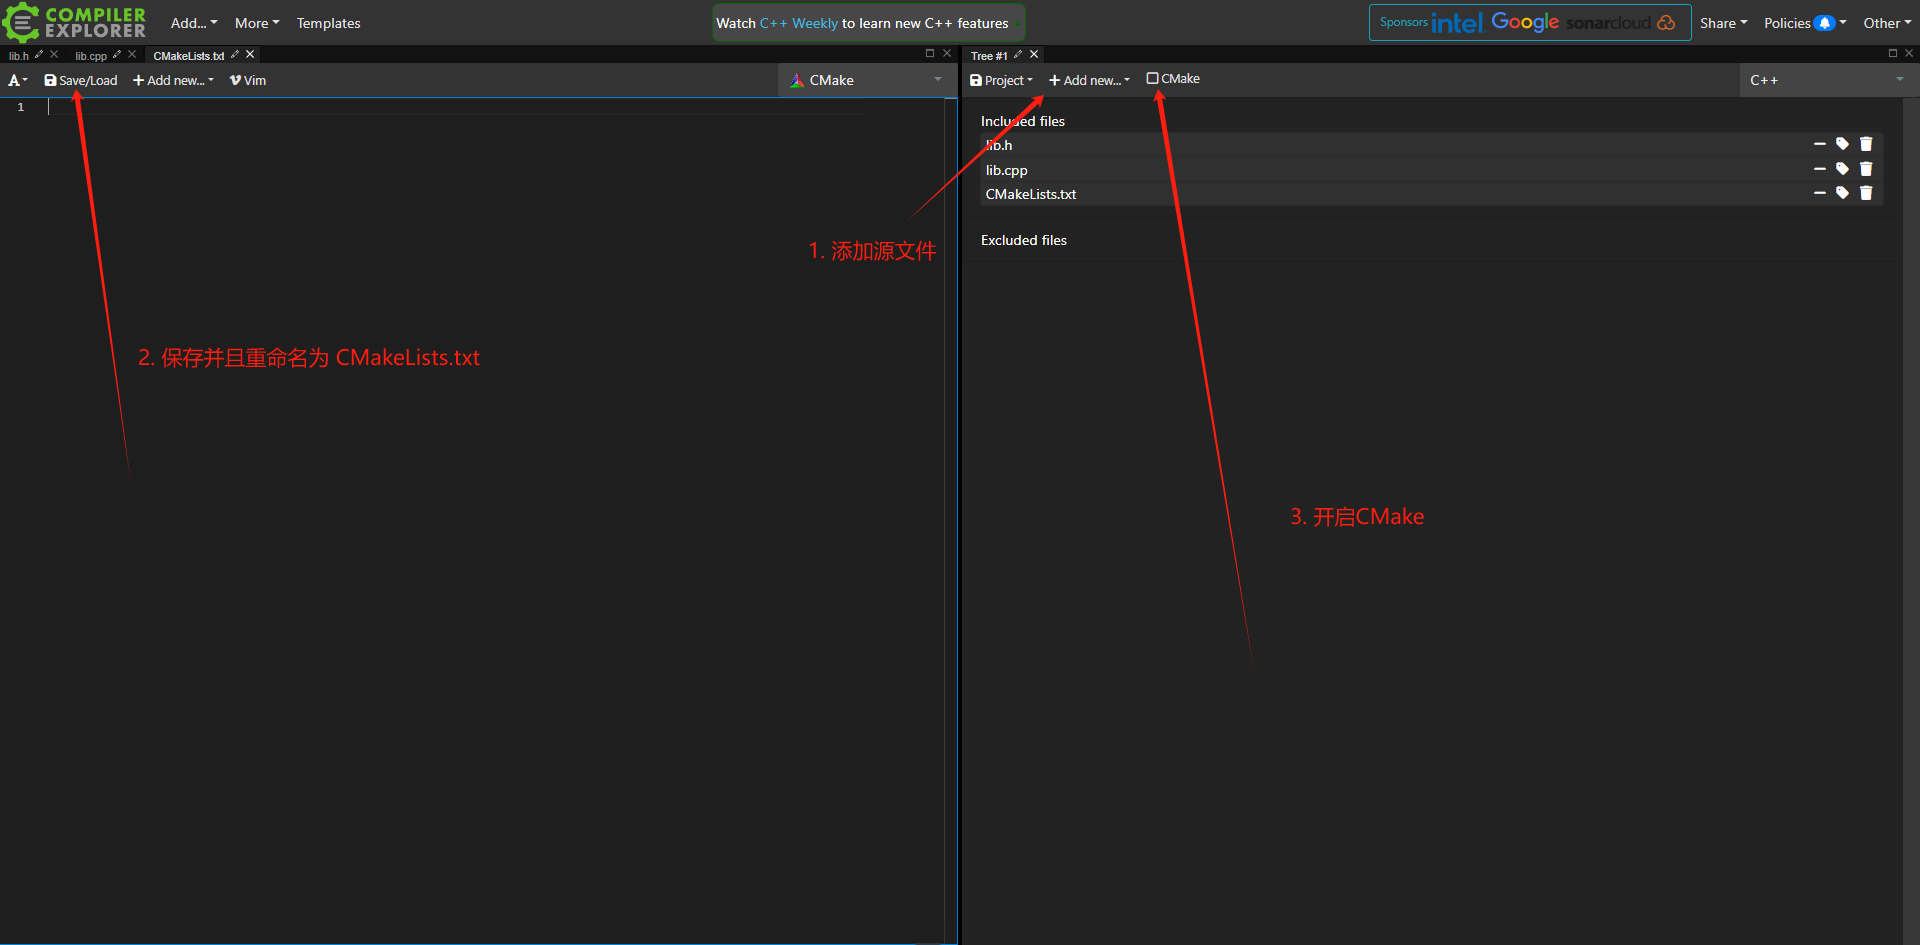 COMPILER
EXPLORER
Add...
More
Templates
Watch C++ Weekly to learn new C++ features
Sponsors intel. Google sonarcloud
Share
Policies
Other
lib.h
lib.cpp
CMakeLists.txt
Tree #1
A
Save/Load
Add new...
Vim
CMake
Project
Add new...
CMake
C++
1
Included files
lib.h
lib.cpp
CMakeLists.txt
Excluded files
1. 添加源文件
2. 保存并且重命名为 CMakeLists.txt
3. 开启CMake